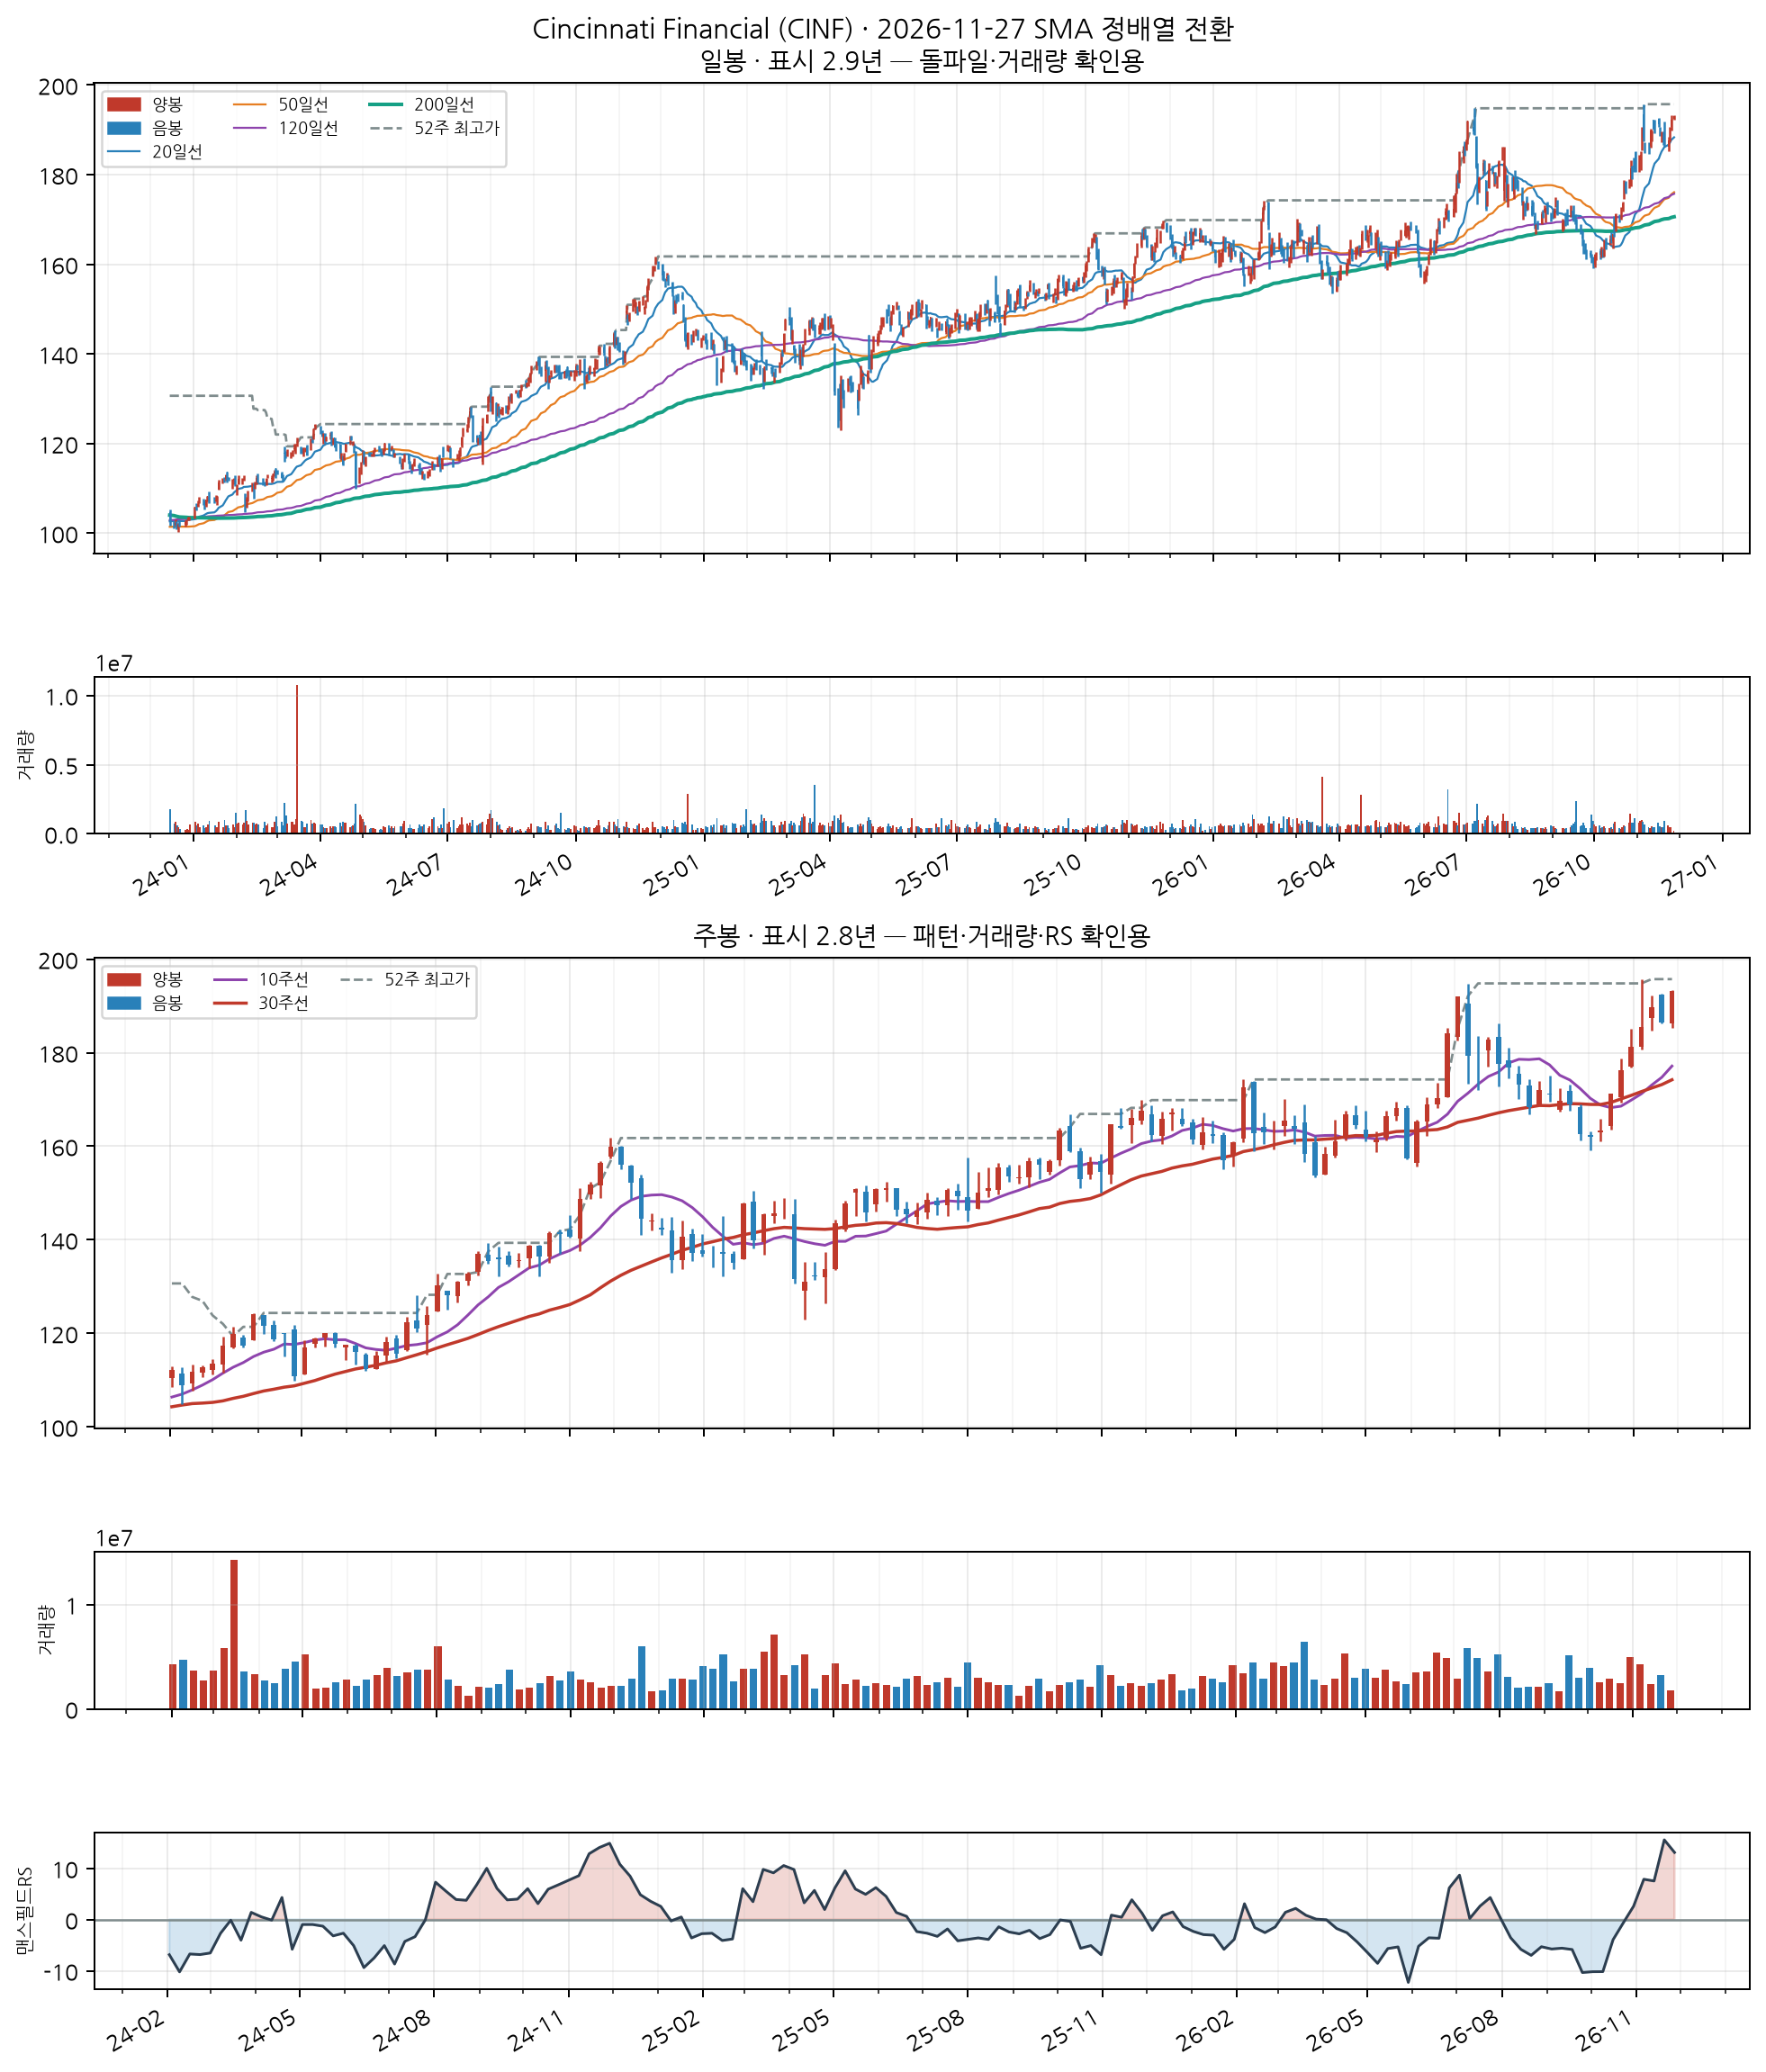 Cincinnati Financial (CINF) · 2026-11-27 SMA 정배열 전환
일봉 · 표시 2.9년 — 돌파일·거래량 확인용
양봉
음봉
20일선
50일선
120일선
200일선
52주 최고가
200
180
160
140
120
100
1e7
1.0
0.5
0.0
거래량
24-01
24-04
24-07
24-10
25-01
25-04
25-07
25-10
26-01
26-04
26-07
26-10
27-01
주봉 · 표시 2.8년 — 패턴·거래량·RS 확인용
양봉
음봉
10주선
30주선
52주 최고가
200
180
160
140
120
100
1e7
1
0
거래량
10
0
-10
맨스필드RS
24-02
24-05
24-08
24-11
25-02
25-05
25-08
25-11
26-02
26-05
26-08
26-11